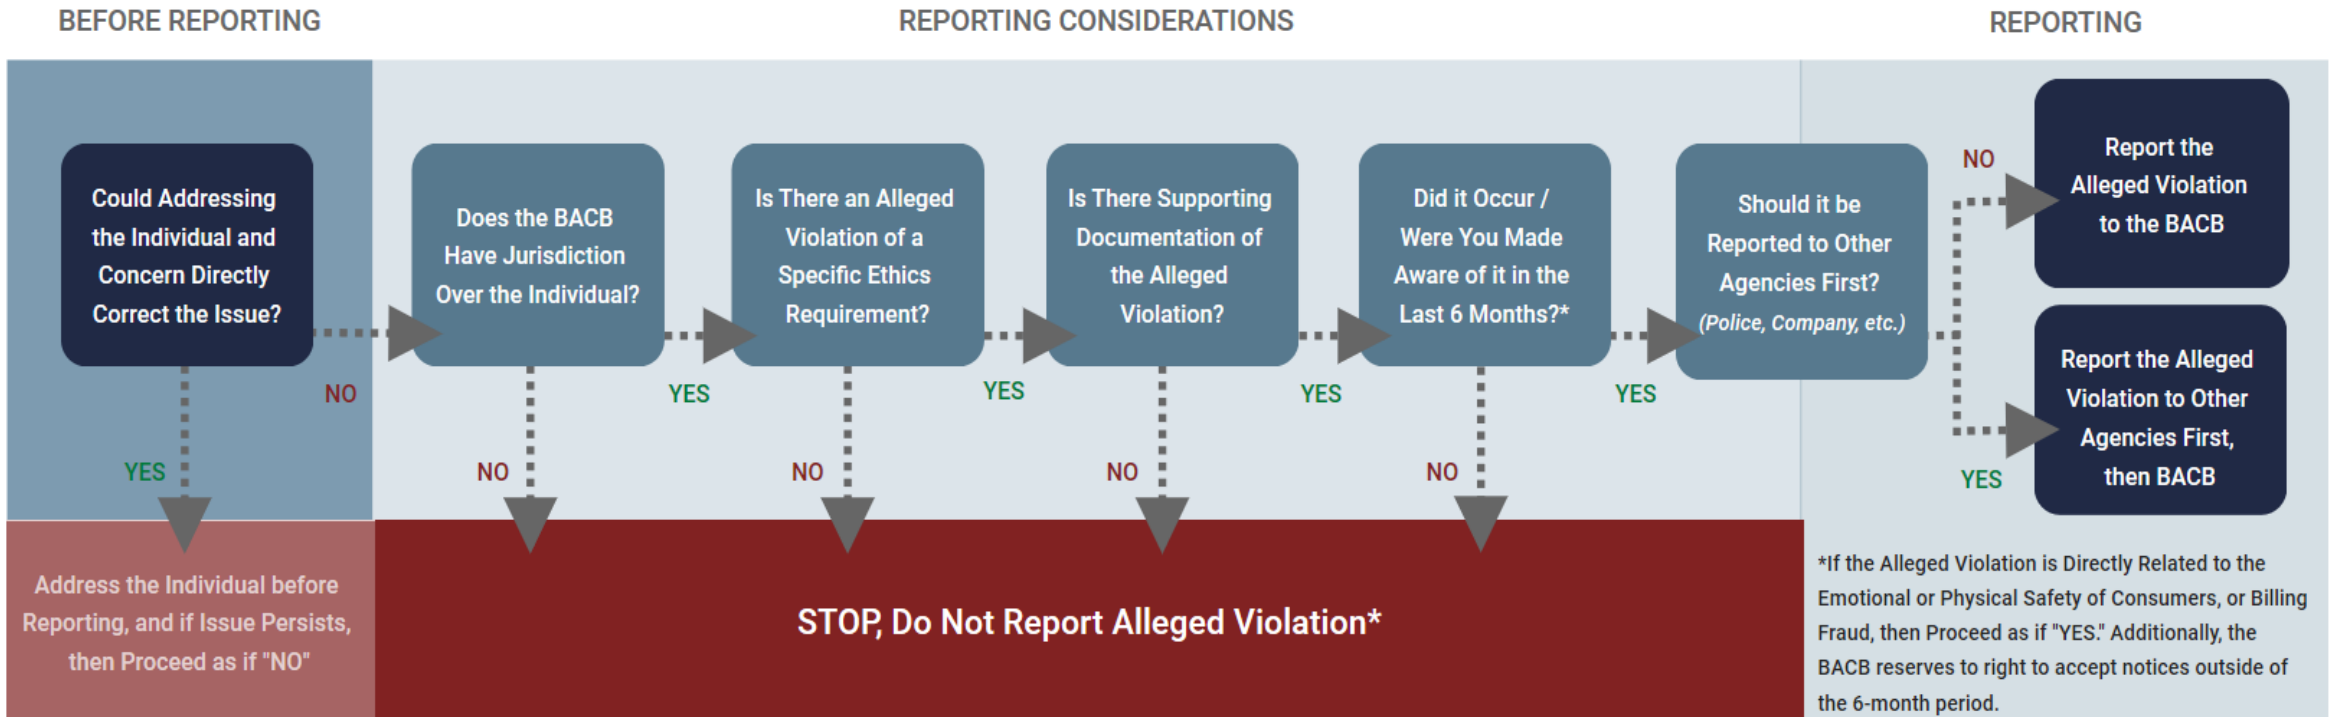 BEFORE REPORTING
REPORTING CONSIDERATIONS
REPORTING
Could Addressing
the Individual and
Concern Directly
Correct the Issue?
NO
YES
Address the Individual before
Reporting, and if Issue Persists,
then Proceed as if "NO"
Does the BACB
Have Jurisdiction
Over the Individual?
YES
NO
Is There an Alleged
Violation of a
Specific Ethics
Requirement?
YES
NO
Is There Supporting
Documentation of
the Alleged
Violation?
YES
NO
Did it Occur /
Were You Made
Aware of it in the
Last 6 Months?*
YES
NO
STOP, Do Not Report Alleged Violation*
Should it be
Reported to Other
Agencies First?
(Police, Company, etc.)
NO
Report the
Alleged Violation
to the BACB
YES
Report the Alleged
Violation to Other
Agencies First,
then BACB
*If the Alleged Violation is Directly Related to the
Emotional or Physical Safety of Consumers, or Billing
Fraud, then Proceed as if "YES." Additionally, the
BACB reserves to right to accept notices outside of
the 6-month period.